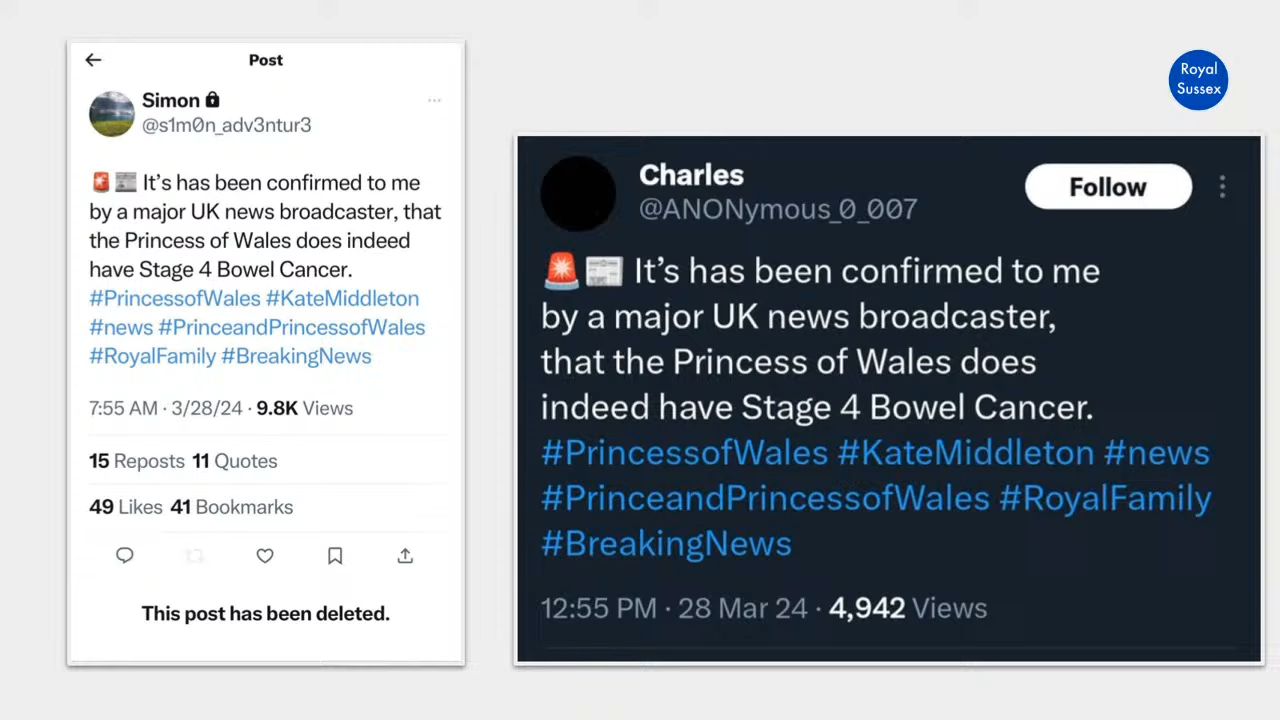 Post
Simon
@s1m0n_adv3ntur3
🚨📰 It’s has been confirmed to me
by a major UK news broadcaster, that
the Princess of Wales does indeed
have Stage 4 Bowel Cancer.
#PrincessofWales #KateMiddleton
#news #PrinceandPrincessofWales
#RoyalFamily #BreakingNews
7:55 AM · 3/28/24 · 9.8K Views
15 Reposts 11 Quotes
49 Likes 41 Bookmarks
This post has been deleted.
Royal
Sussex
Charles
@ANONymous_0_007
Follow
🚨📰 It’s has been confirmed to me
by a major UK news broadcaster,
that the Princess of Wales does
indeed have Stage 4 Bowel Cancer.
#PrincessofWales #KateMiddleton #news
#PrinceandPrincessofWales #RoyalFamily
#BreakingNews
12:55 PM · 28 Mar 24 · 4,942 Views